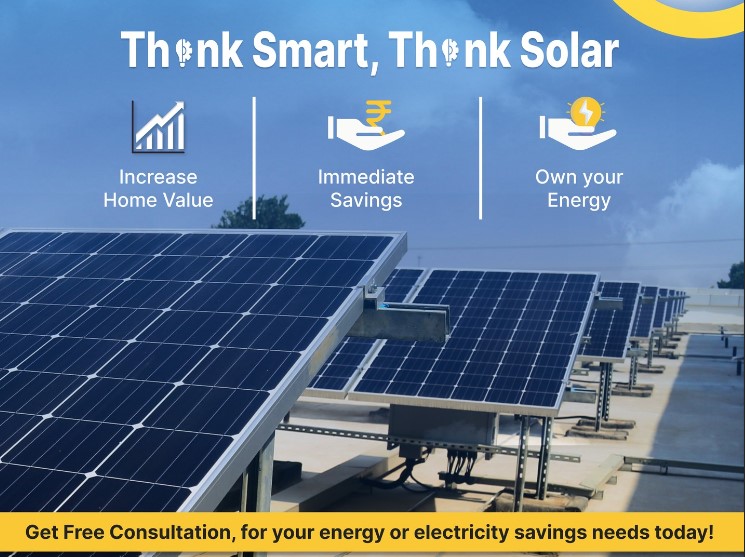 Think Smart, Think Solar
Increase
Home Value
₹
Immediate
Savings
Own your
Energy
Get Free Consultation, for your energy or electricity savings needs today!